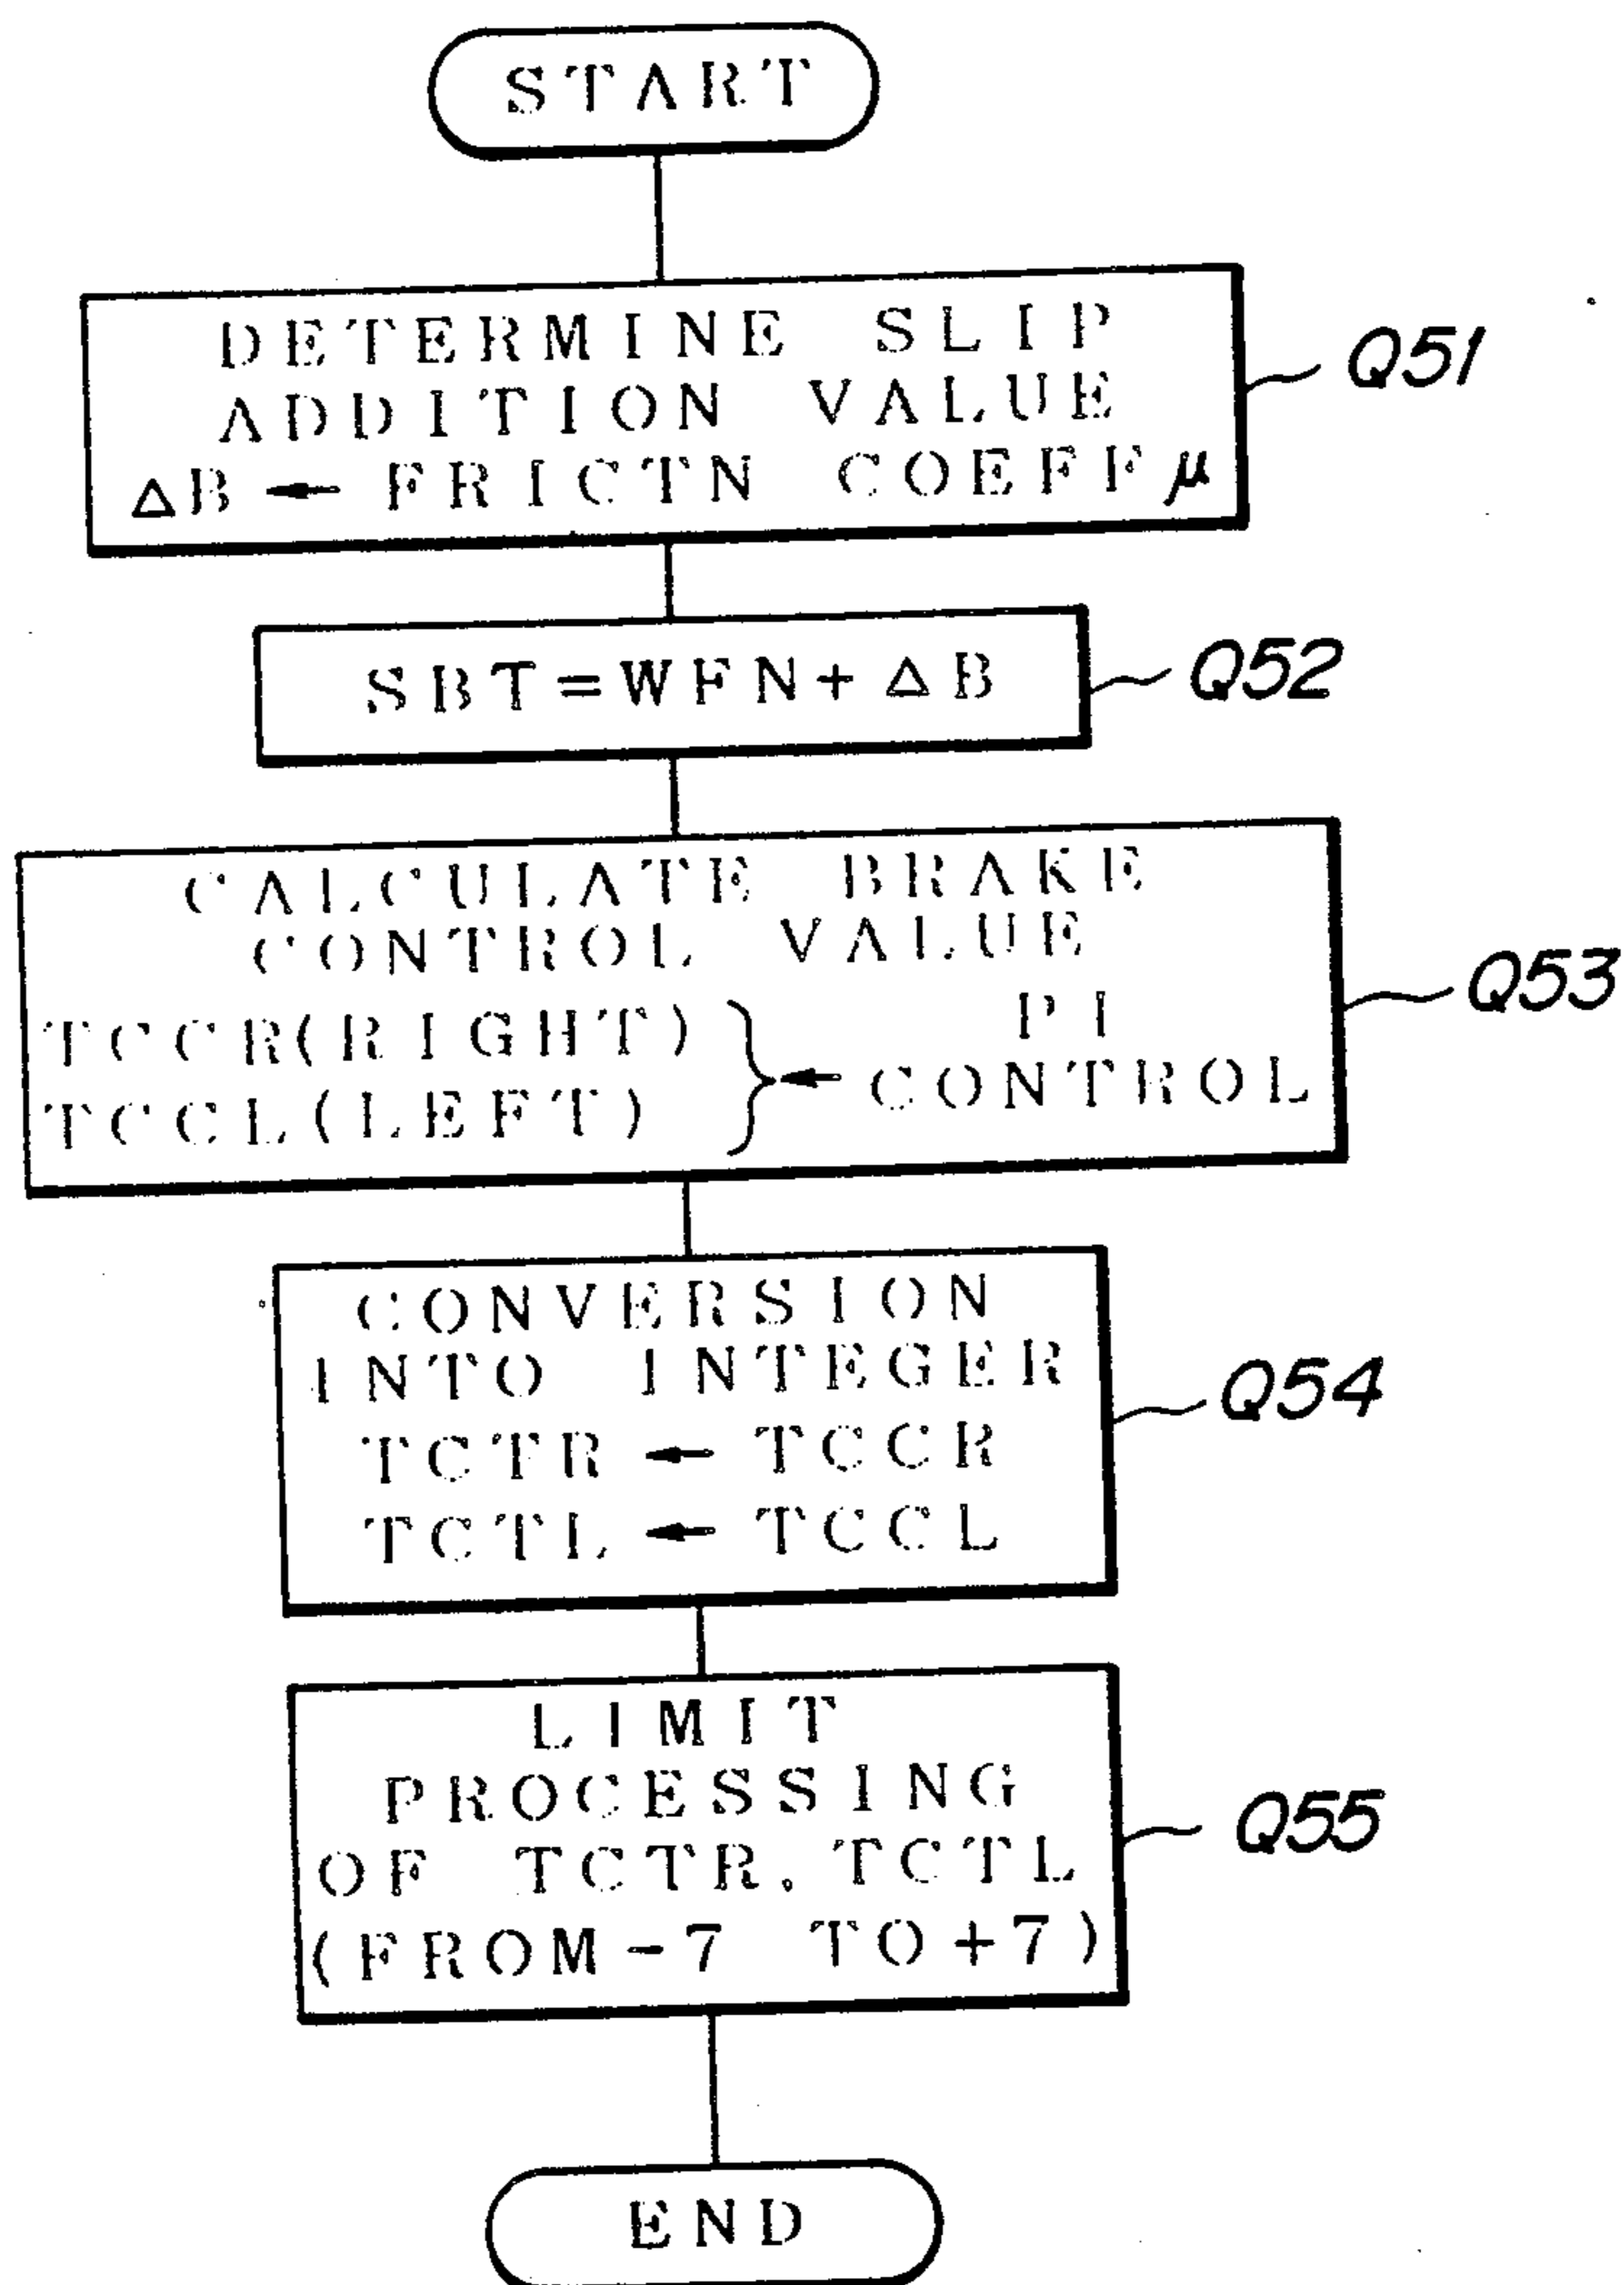 START
DETERMINE SLIP
ADDITION VALUE
ΔB ← FRICTN COEFF μ
Q51
SBT=WFN+ΔB
Q52
CALCULATE BRAKE
CONTROL VALUE
TCCR(RIGHT)
TCCL(LEFT)
} ← PI
CONTROL
Q53
CONVERSION
INTO INTEGER
TCTR ← TCCR
TCTL ← TCCL
Q54
LIMIT
PROCESSING
OF TCTR, TCTL
(FROM-7 TO+7)
Q55
END